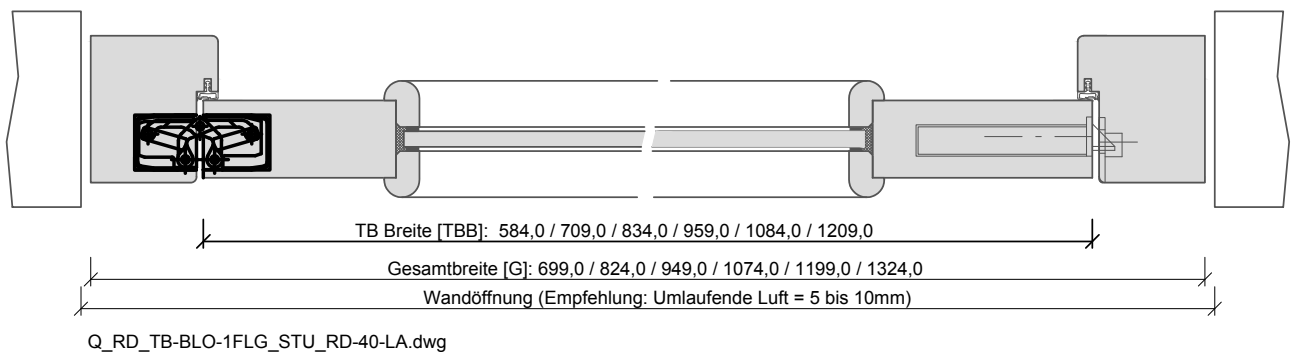 TB Breite [TBB]: 584,0 / 709,0 / 834,0 / 959,0 / 1084,0 / 1209,0
Gesamtbreite [G]: 699,0 / 824,0 / 949,0 / 1074,0 / 1199,0 / 1324,0
Wandöffnung (Empfehlung: Umlaufende Luft = 5 bis 10mm)
Q_RD_TB-BLO-1FLG_STU_RD-40-LA.dwg